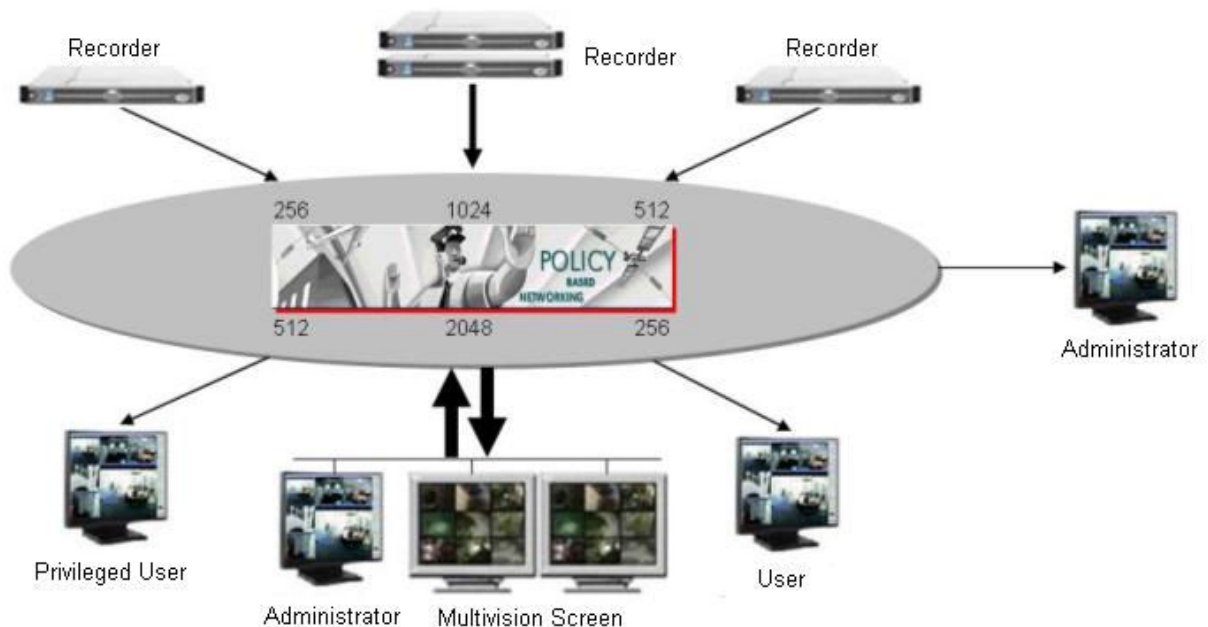 Recorder
Recorder
Recorder
256 1024 512
POLICY
BASED
NETWORKING
512 2048 256
Administrator
Privileged User
User
Administrator
Multivision Screen